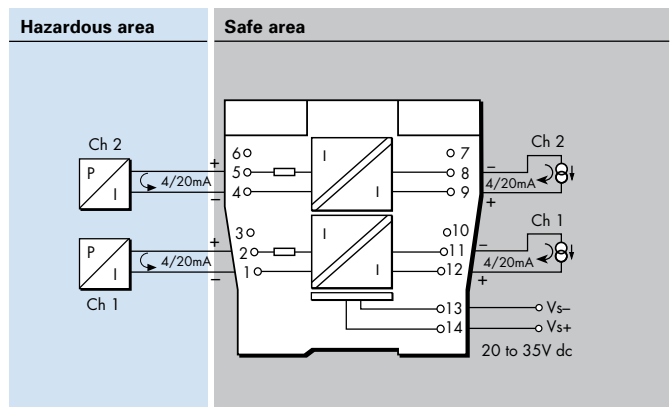 Hazardous area
Safe area
Ch 2
P
I
4/20mA
+
–
Ch 1
P
I
4/20mA
+
–
6
5
4
3
2
1
I
I
I
I
7
8
9
10
11
12
13
14
Ch 2
–
4/20mA
+
Ch 1
–
4/20mA
+
Vs–
Vs+
20 to 35V dc